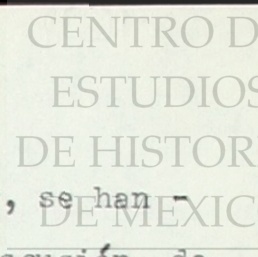 CENTRO D
ESTUDIOS
DE HISTOR
, se han -
DE MEXIC